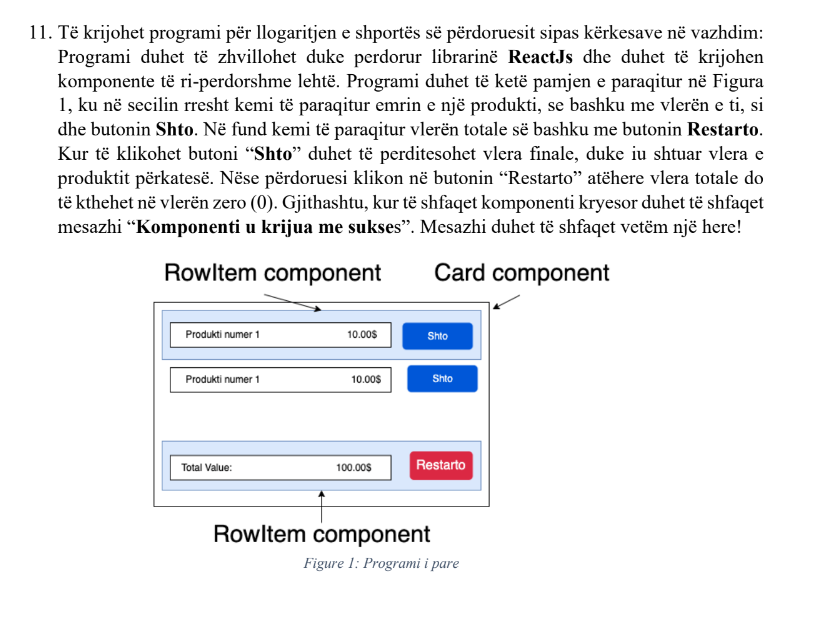 11. Të krijohet programi për llogaritjen e shportës së përdoruesit sipas kërkesave në vazhdim:
Programi duhet të zhvillohet duke perdorur librarinë ReactJs dhe duhet të krijohen
komponente të ri-perdorshme lehtë. Programi duhet të ketë pamjen e paraqitur në Figura
1, ku në secilin rresht kemi të paraqitur emrin e një produkti, se bashku me vlerën e ti, si
dhe butonin Shto. Në fund kemi të paraqitur vlerën totale së bashku me butonin Restarto.
Kur të klikohet butoni “Shto” duhet të perditesohet vlera finale, duke iu shtuar vlera e
produktit përkatesë. Nëse përdoruesi klikon në butonin “Restarto” atëhere vlera totale do
të kthehet në vlerën zero (0). Gjithashtu, kur të shfaqet komponenti kryesor duhet të shfaqet
mesazhi “Komponenti u krijua me sukses”. Mesazhi duhet të shfaqet vetëm një here!
RowItem component
Card component
Produkti numer 1 10.00$ Shto
Produkti numer 1 10.00$ Shto
Total Value: 100.00$ Restarto
RowItem component
Figure 1: Programi i pare